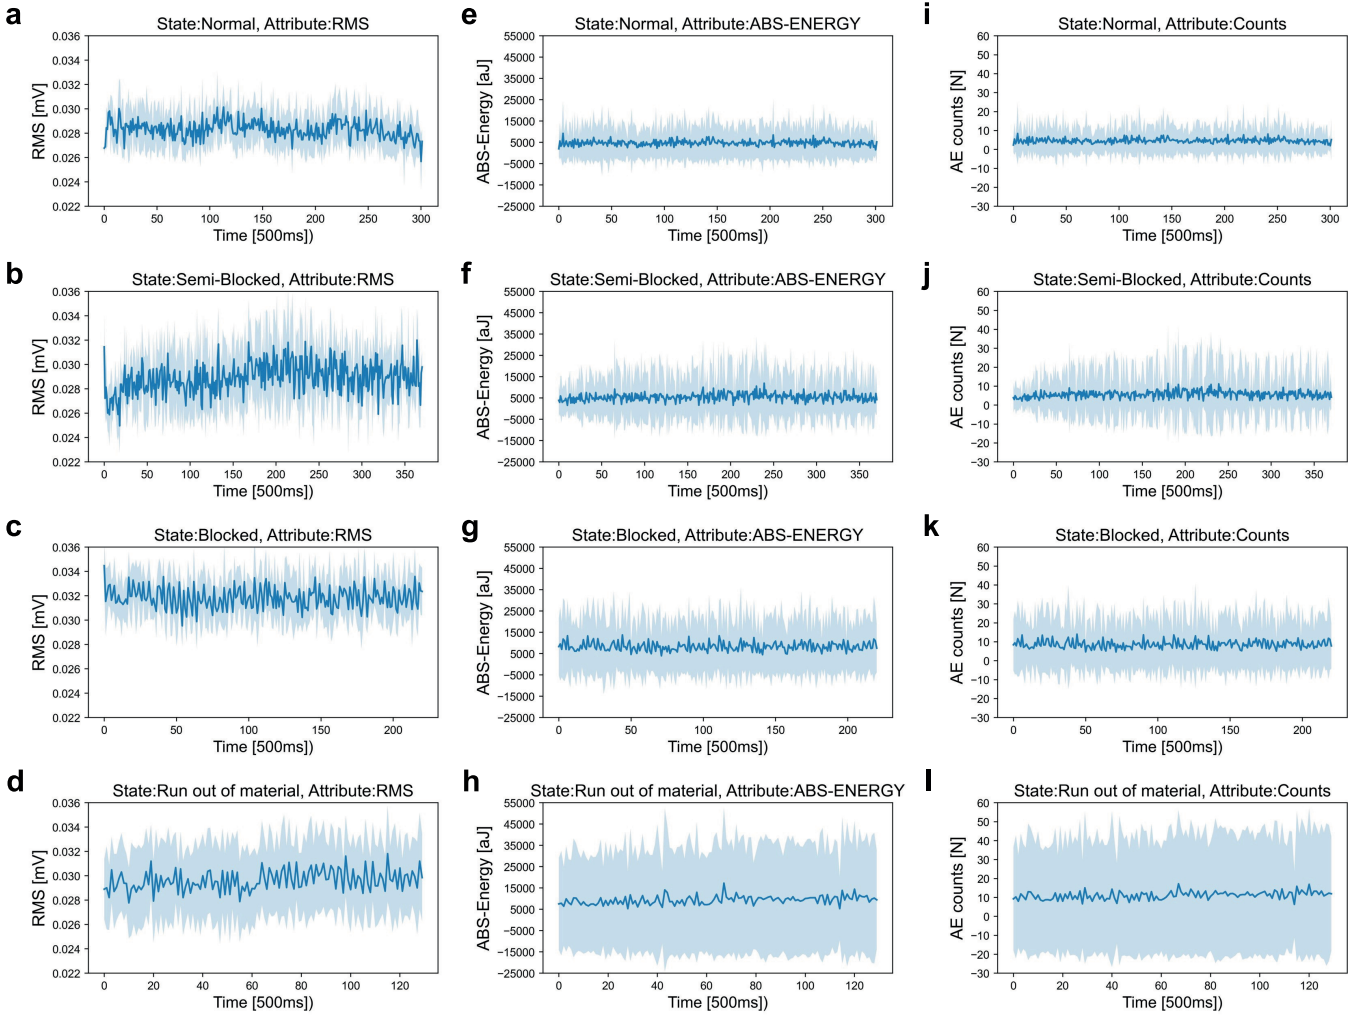 a
State:Normal, Attribute:RMS
0.036
0.034
0.032
0.030
0.028
0.026
0.024
0.022
RMS [mV]
0 50 100 150 200 250 300
Time [500ms])
e
State:Normal, Attribute:ABS-ENERGY
55000
45000
35000
25000
15000
5000
−5000
−15000
−25000
ABS-Energy [aJ]
0 50 100 150 200 250 300
Time [500ms])
i
State:Normal, Attribute:Counts
60
50
40
30
20
10
0
−10
−20
−30
AE counts [N]
0 50 100 150 200 250 300
Time [500ms])
b
State:Semi-Blocked, Attribute:RMS
0.036
0.034
0.032
0.030
0.028
0.026
0.024
0.022
RMS [mV]
0 50 100 150 200 250 300 350
Time [500ms])
f
State:Semi-Blocked, Attribute:ABS-ENERGY
55000
45000
35000
25000
15000
5000
−5000
−15000
−25000
ABS-Energy [aJ]
0 50 100 150 200 250 300 350
Time [500ms])
j
State:Semi-Blocked, Attribute:Counts
60
50
40
30
20
10
0
−10
−20
−30
AE counts [N]
0 50 100 150 200 250 300 350
Time [500ms])
c
State:Blocked, Attribute:RMS
0.036
0.034
0.032
0.030
0.028
0.026
0.024
0.022
RMS [mV]
0 50 100 150 200
Time [500ms])
g
State:Blocked, Attribute:ABS-ENERGY
55000
45000
35000
25000
15000
5000
−5000
−15000
−25000
ABS-Energy [aJ]
0 50 100 150 200
Time [500ms])
k
State:Blocked, Attribute:Counts
60
50
40
30
20
10
0
−10
−20
−30
AE counts [N]
0 50 100 150 200
Time [500ms])
d
State:Run out of material, Attribute:RMS
0.036
0.034
0.032
0.030
0.028
0.026
0.024
0.022
RMS [mV]
0 20 40 60 80 100 120
Time [500ms])
h
State:Run out of material, Attribute:ABS-ENERGY
55000
45000
35000
25000
15000
5000
−5000
−15000
−25000
ABS-Energy [aJ]
0 20 40 60 80 100 120
Time [500ms])
l
State:Run out of material, Attribute:Counts
60
50
40
30
20
10
0
−10
−20
−30
AE counts [N]
0 20 40 60 80 100 120
Time [500ms])